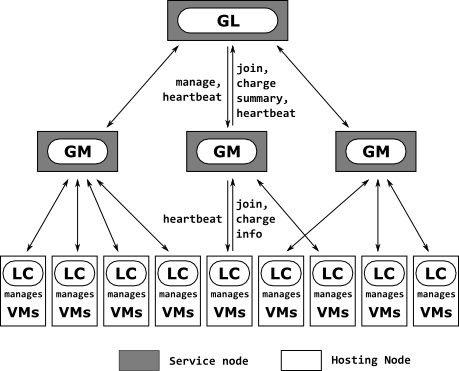 GL
manage,
heartbeat
join,
charge
summary,
heartbeat
GM GM GM
heartbeat
join,
charge
info
LC LC LC LC LC LC LC LC LC
manages manages manages manages manages manages manages manages manages
VMs VMs VMs VMs VMs VMs VMs VMs VMs
Service node Hosting Node